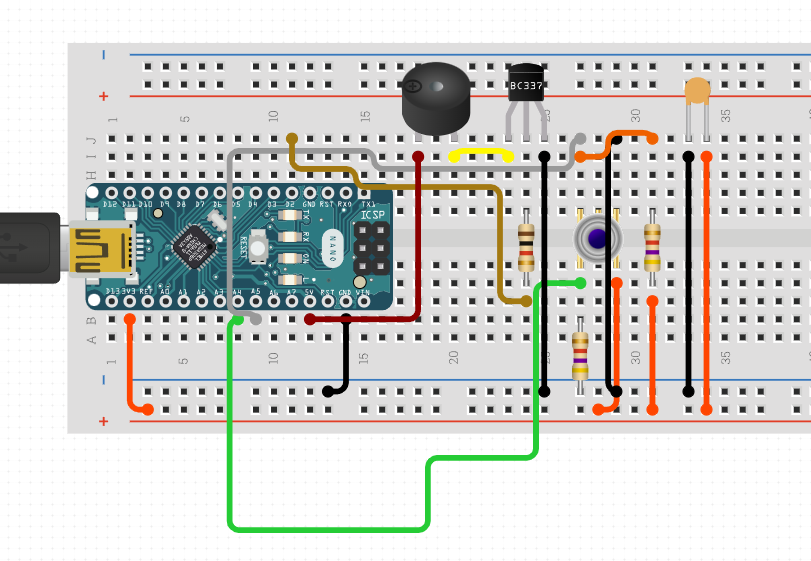 − −
+ +
1 5 10 15 20 25 30 35
J
I
H
BC337
D12 D11 D10 D9 D8 D7 D6 D5 D4 D3 D2 GND RST RX0 TX1
TX
RX
ON
L
RESET
NANO
ICSP
D13 3V3 REF A0 A1 A2 A3 A4 A5 A6 A7 5V RST GND VIN
B
A
1 5 10 15 20 25 30 35
− −
+ +